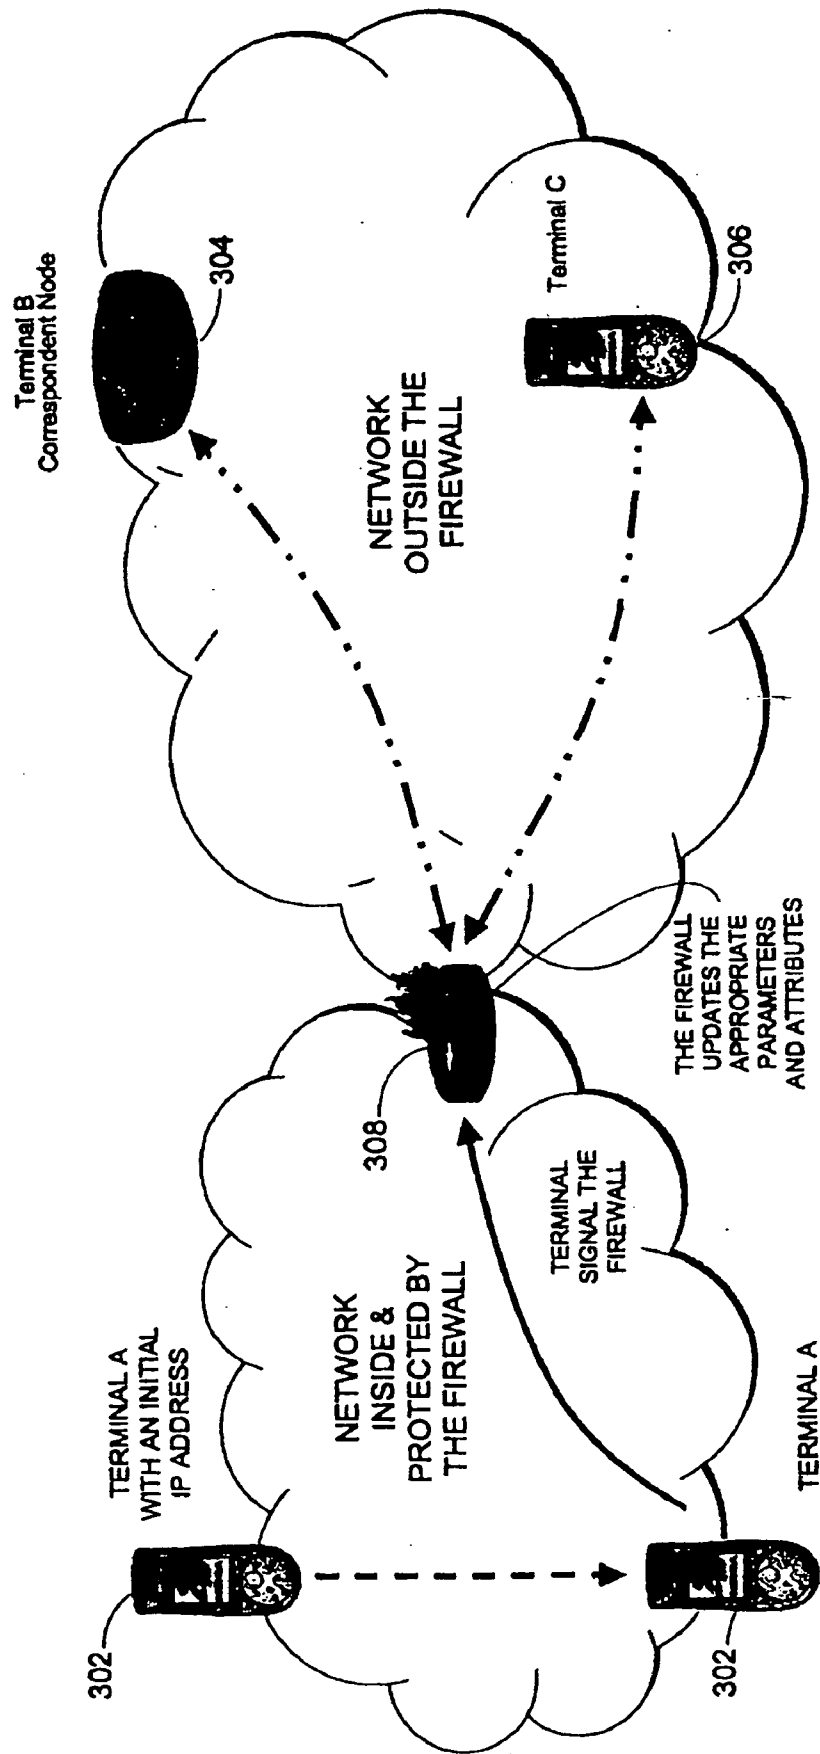 Terminal B
Correspondent Node
304
NETWORK
OUTSIDE THE
FIREWALL
Terminal C
306
308
THE FIREWALL
UPDATES THE
APPROPRIATE
PARAMETERS
AND ATTRIBUTES
TERMINAL A
WITH AN INITIAL
IP ADDRESS
302
NETWORK
INSIDE &
PROTECTED BY
THE FIREWALL
TERMINAL
SIGNAL THE
FIREWALL
302
TERMINAL A